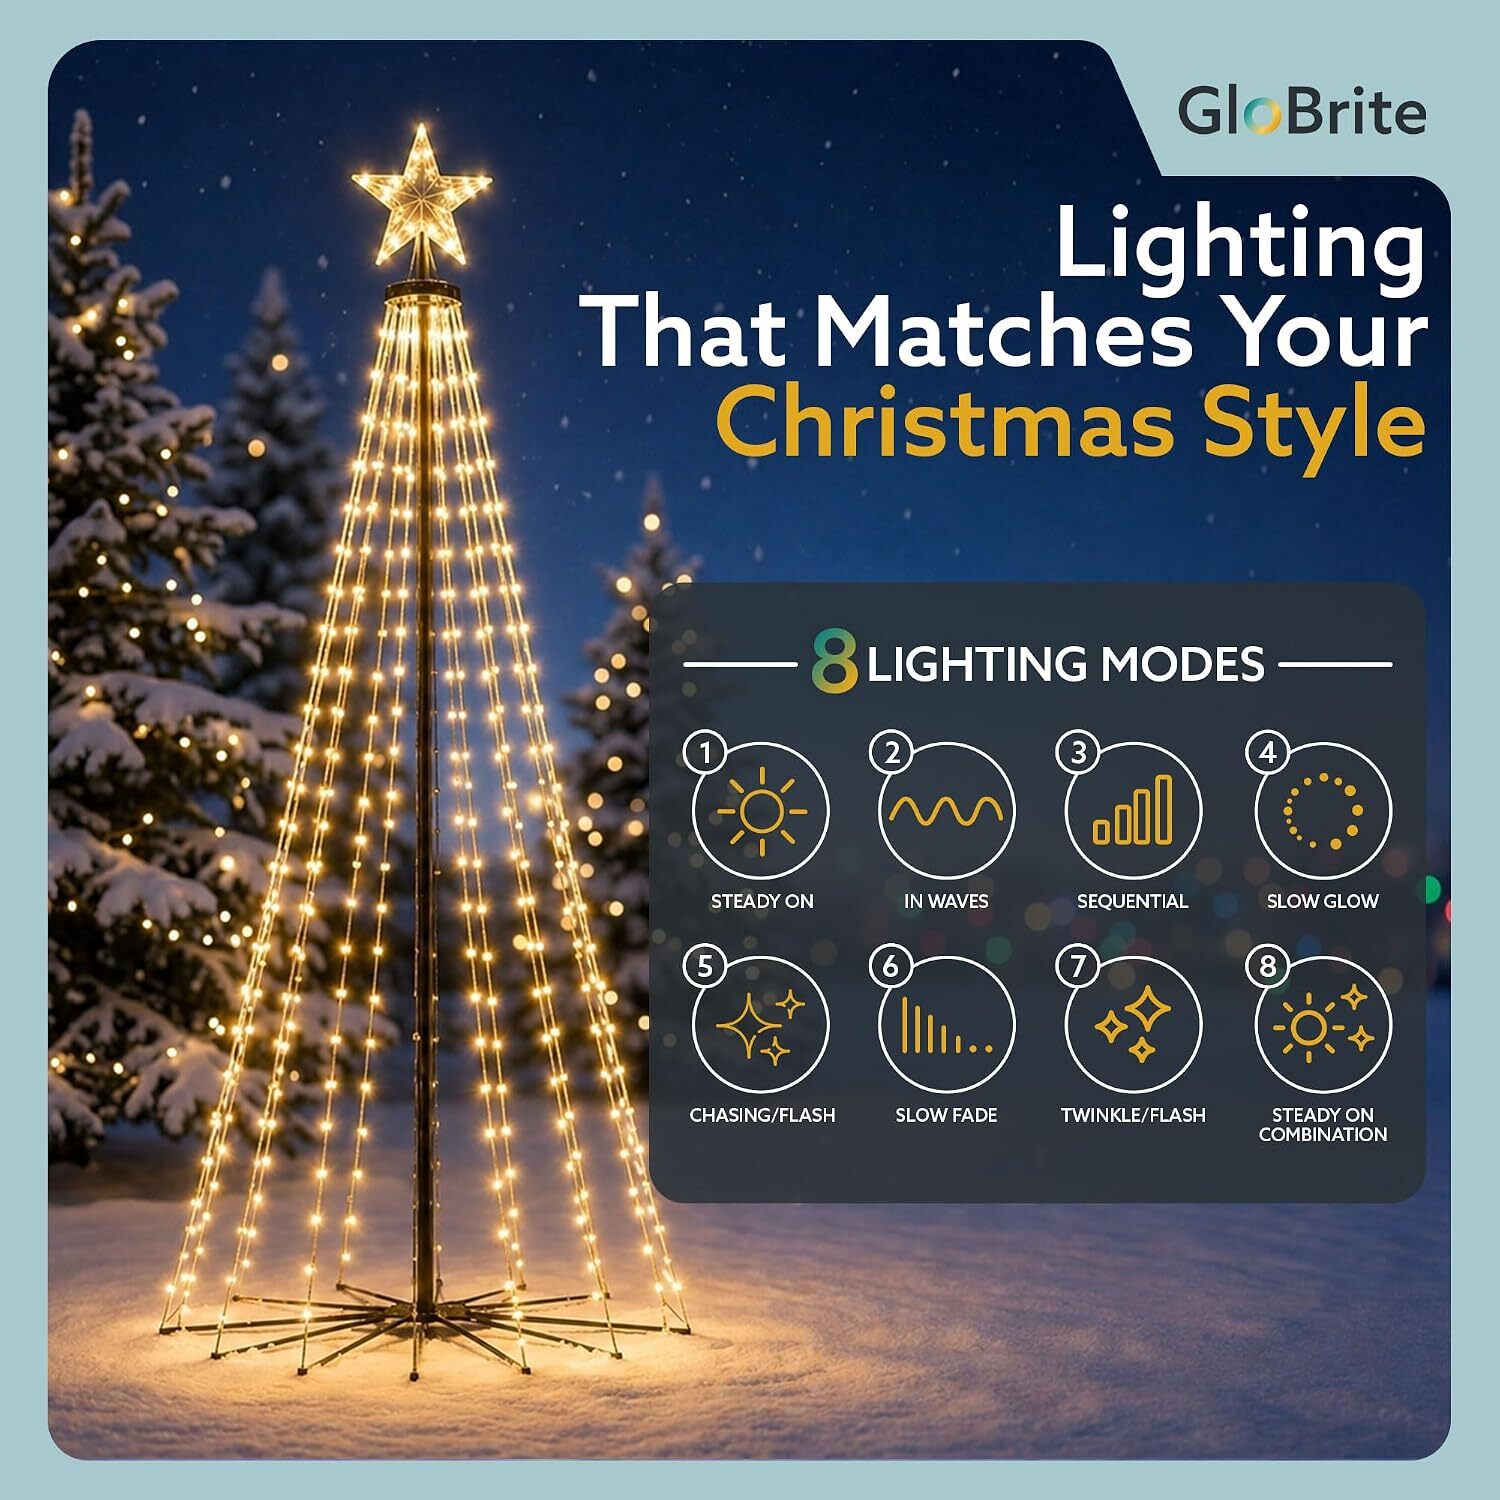 GloBrite
Lighting
That Matches Your
Christmas Style
8 LIGHTING MODES
1
2
3
4
STEADY ON
IN WAVES
SEQUENTIAL
SLOW GLOW
5
6
7
8
CHASING/FLASH
SLOW FADE
TWINKLE/FLASH
STEADY ON
COMBINATION